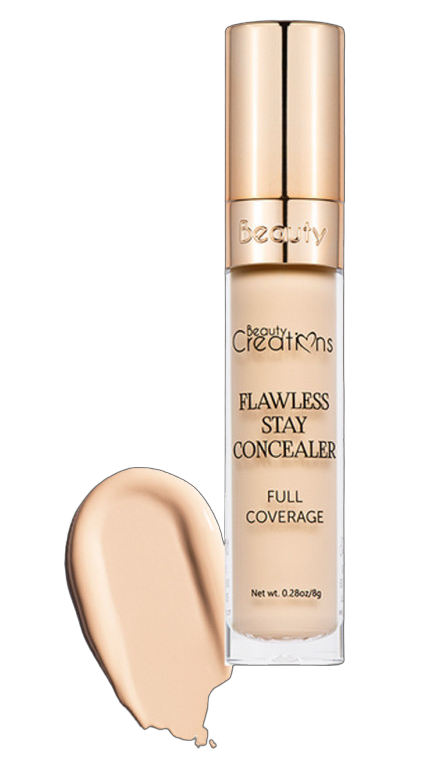 Beauty
Beauty
Creations
FLAWLESS
STAY
CONCEALER
FULL
COVERAGE
Net wt. 0.28oz/8g